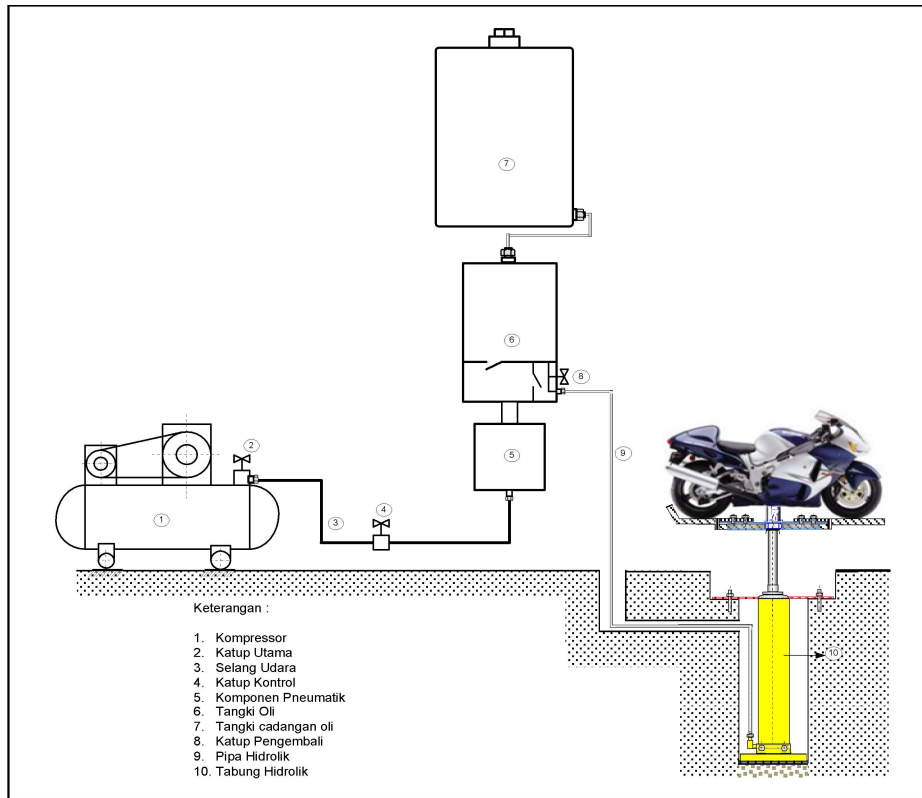 7
6
8
5
2
9
4
1
3
10
Keterangan :
1. Kompressor
2. Katup Utama
3. Selang Udara
4. Katup Kontrol
5. Komponen Pneumatik
6. Tangki Oli
7. Tangki cadangan oli
8. Katup Pengembali
9. Pipa Hidrolik
10. Tabung Hidrolik